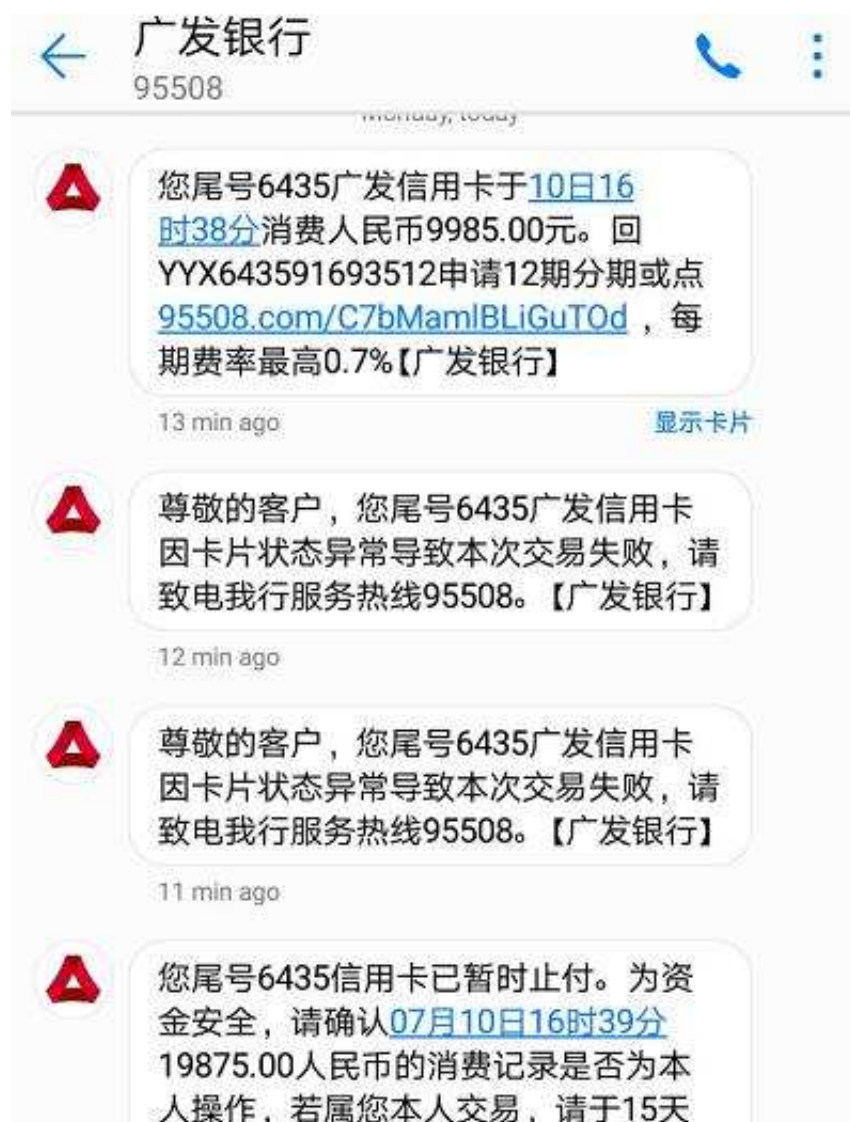 广发银行
95508
Monday, today
您尾号6435广发信用卡于10日16
时38分消费人民币9985.00元。回
YYX643591693512申请12期分期或点
95508.com/C7bMamlBLiGuTOd，每
期费率最高0.7%【广发银行】
13 min ago
显示卡片
尊敬的客户，您尾号6435广发信用卡
因卡片状态异常导致本次交易失败，请
致电我行服务热线95508。【广发银行】
12 min ago
尊敬的客户，您尾号6435广发信用卡
因卡片状态异常导致本次交易失败，请
致电我行服务热线95508。【广发银行】
11 min ago
您尾号6435信用卡已暂时止付。为资
金安全，请确认07月10日16时39分
19875.00人民币的消费记录是否为本
人操作，若属您本人交易，请于15天